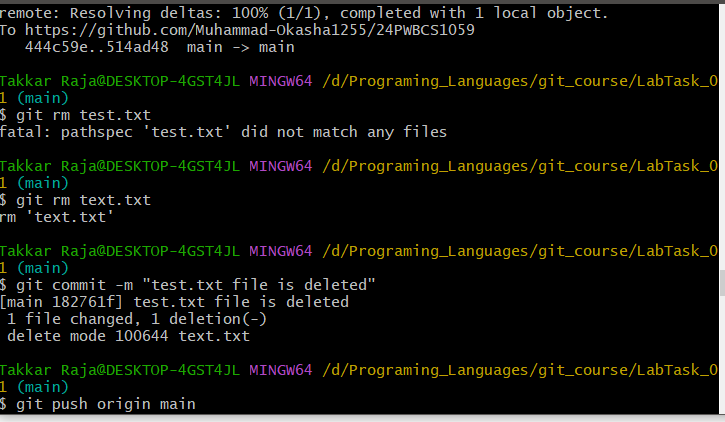 remote: Resolving deltas: 100% (1/1), completed with 1 local object.
To https://github.com/Muhammad-Okasha1255/24PWBCS1059
   444c59e..514ad48  main -> main

Takkar Raja@DESKTOP-4GST4JL MINGW64 /d/Programing_Languages/git_course/LabTask_0
1 (main)
$ git rm test.txt
fatal: pathspec 'test.txt' did not match any files

Takkar Raja@DESKTOP-4GST4JL MINGW64 /d/Programing_Languages/git_course/LabTask_0
1 (main)
$ git rm text.txt
rm 'text.txt'

Takkar Raja@DESKTOP-4GST4JL MINGW64 /d/Programing_Languages/git_course/LabTask_0
1 (main)
$ git commit -m "test.txt file is deleted"
[main 182761f] test.txt file is deleted
 1 file changed, 1 deletion(-)
 delete mode 100644 text.txt

Takkar Raja@DESKTOP-4GST4JL MINGW64 /d/Programing_Languages/git_course/LabTask_0
1 (main)
$ git push origin main